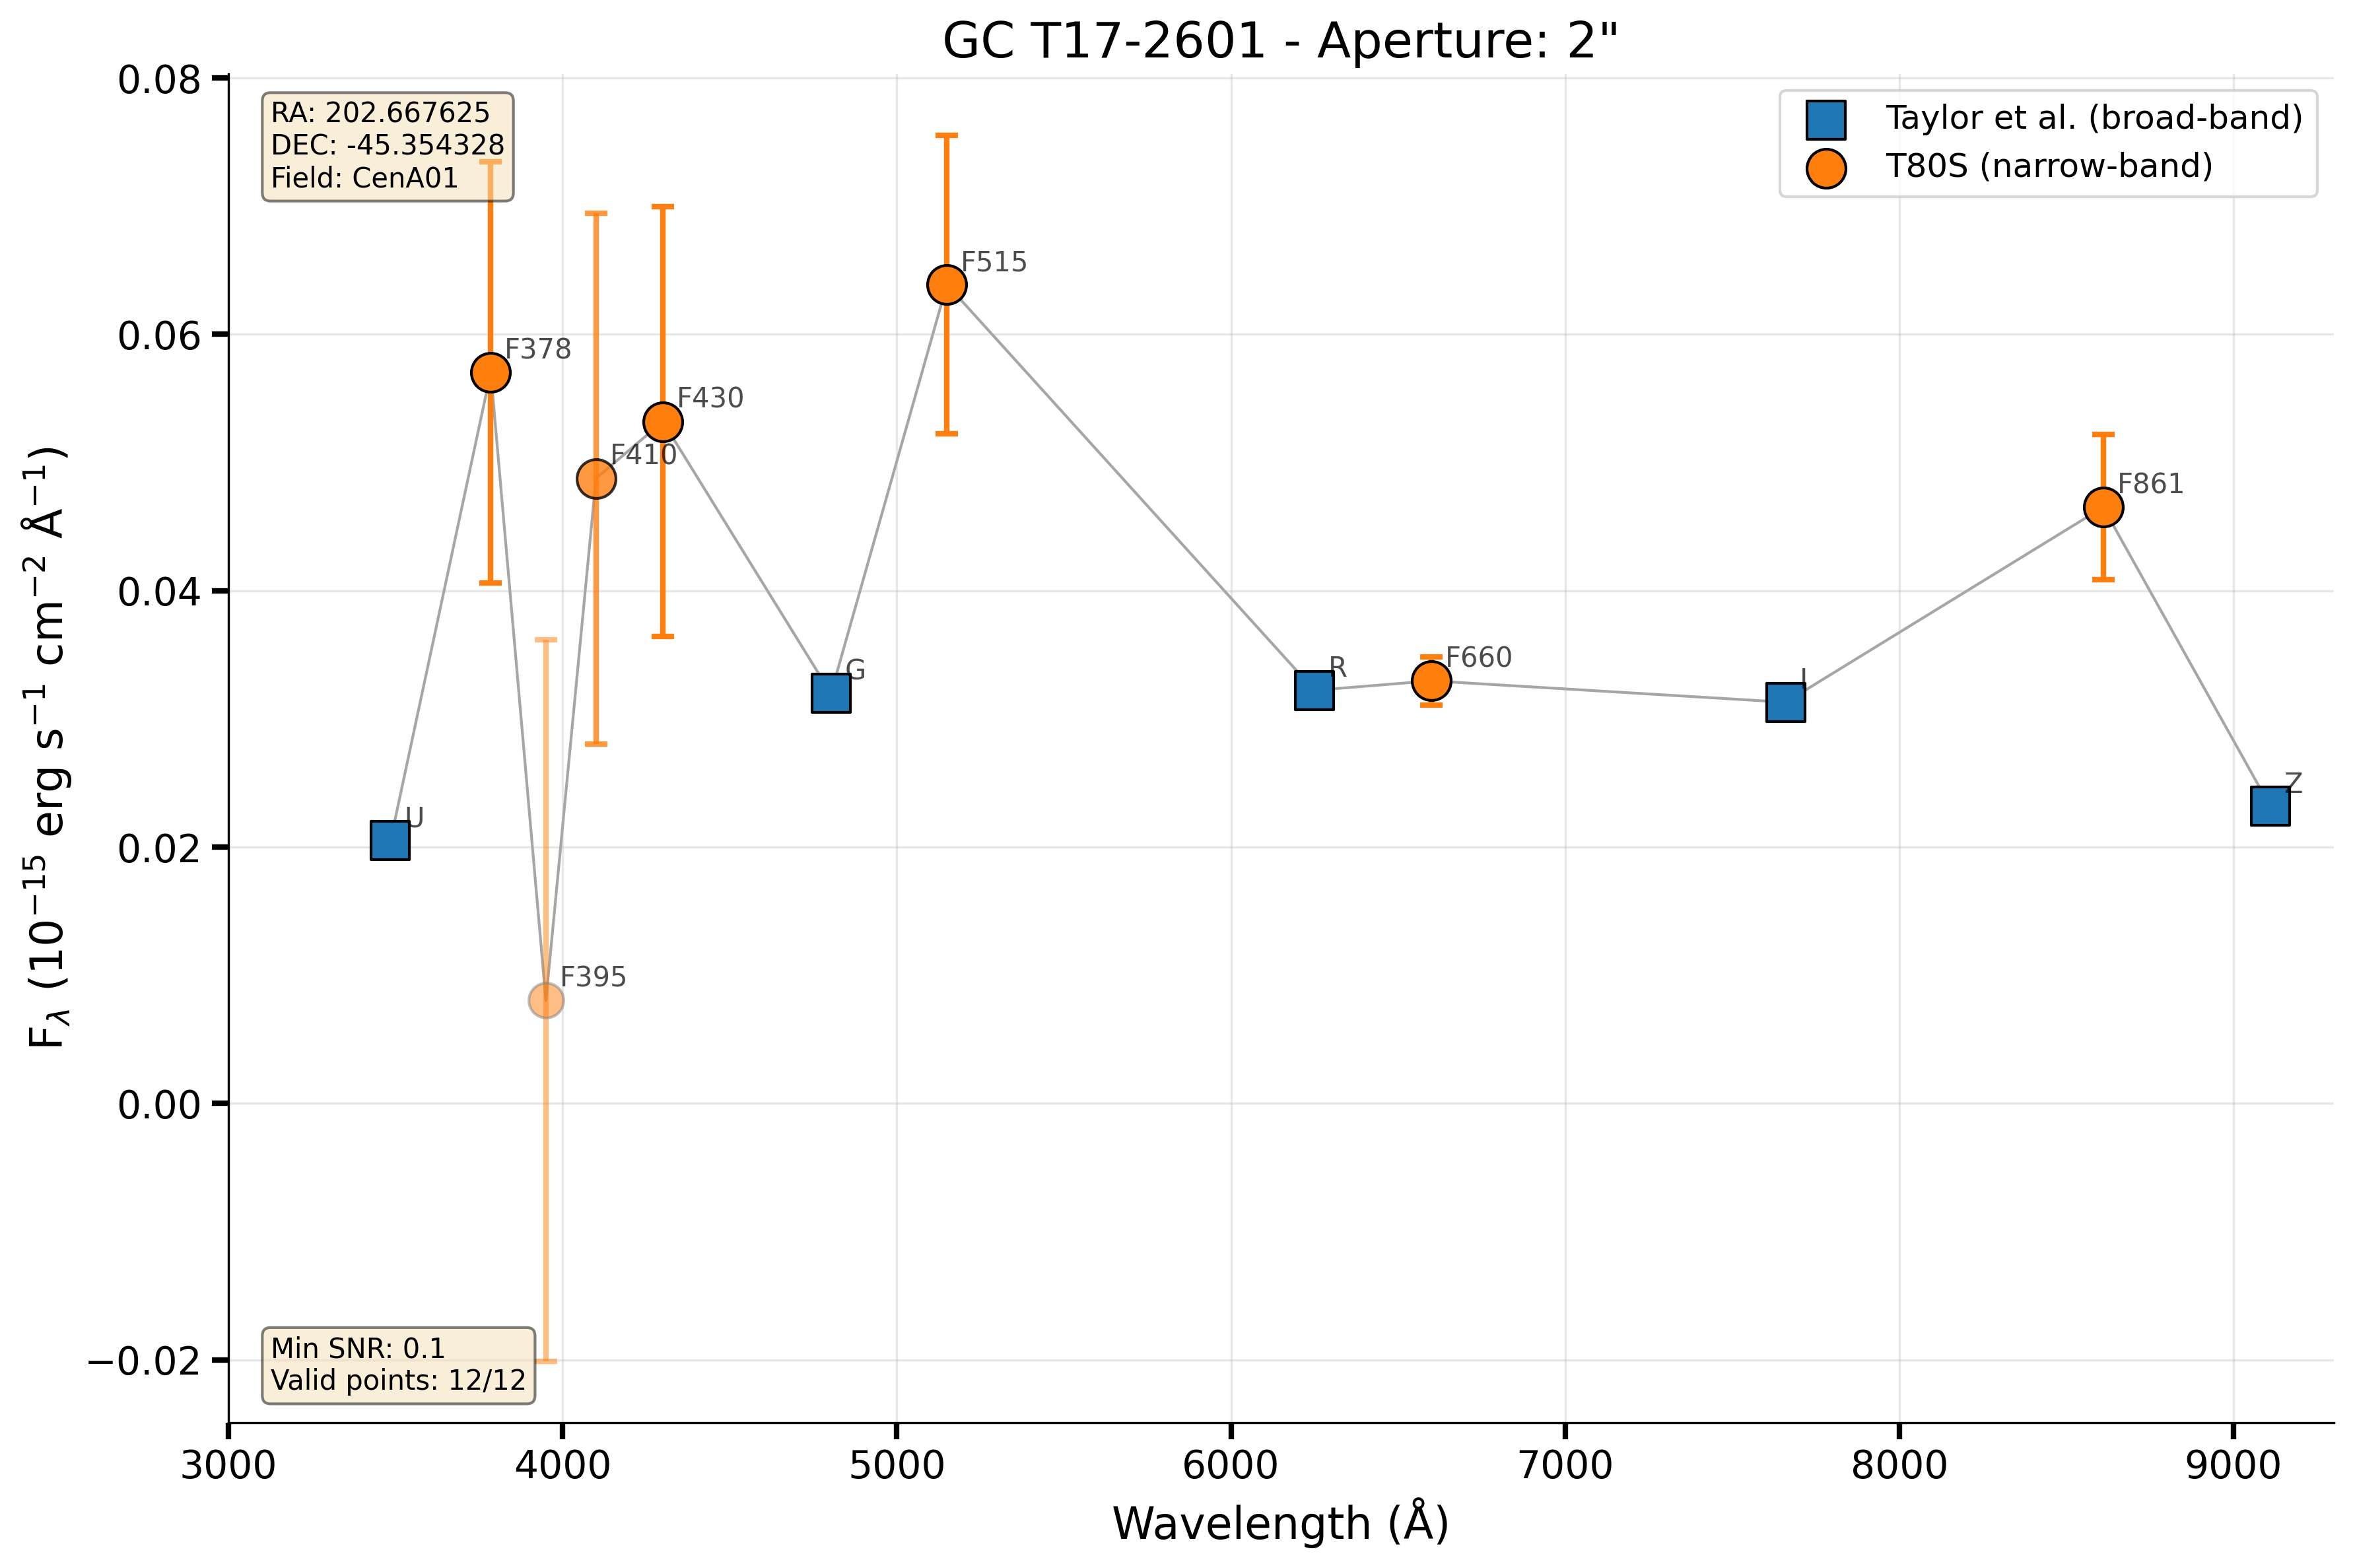 GC T17-2601 - Aperture: 2"
RA: 202.667625
DEC: -45.354328
Field: CenA01
Taylor et al. (broad-band)
T80S (narrow-band)
0.08
0.06
0.04
0.02
0.00
−0.02
F_λ (10⁻¹⁵ erg s⁻¹ cm⁻² Å⁻¹)
U
F378
F395
F410
F430
G
F515
R
F660
I
F861
Z
Min SNR: 0.1
Valid points: 12/12
3000
4000
5000
6000
7000
8000
9000
Wavelength (Å)